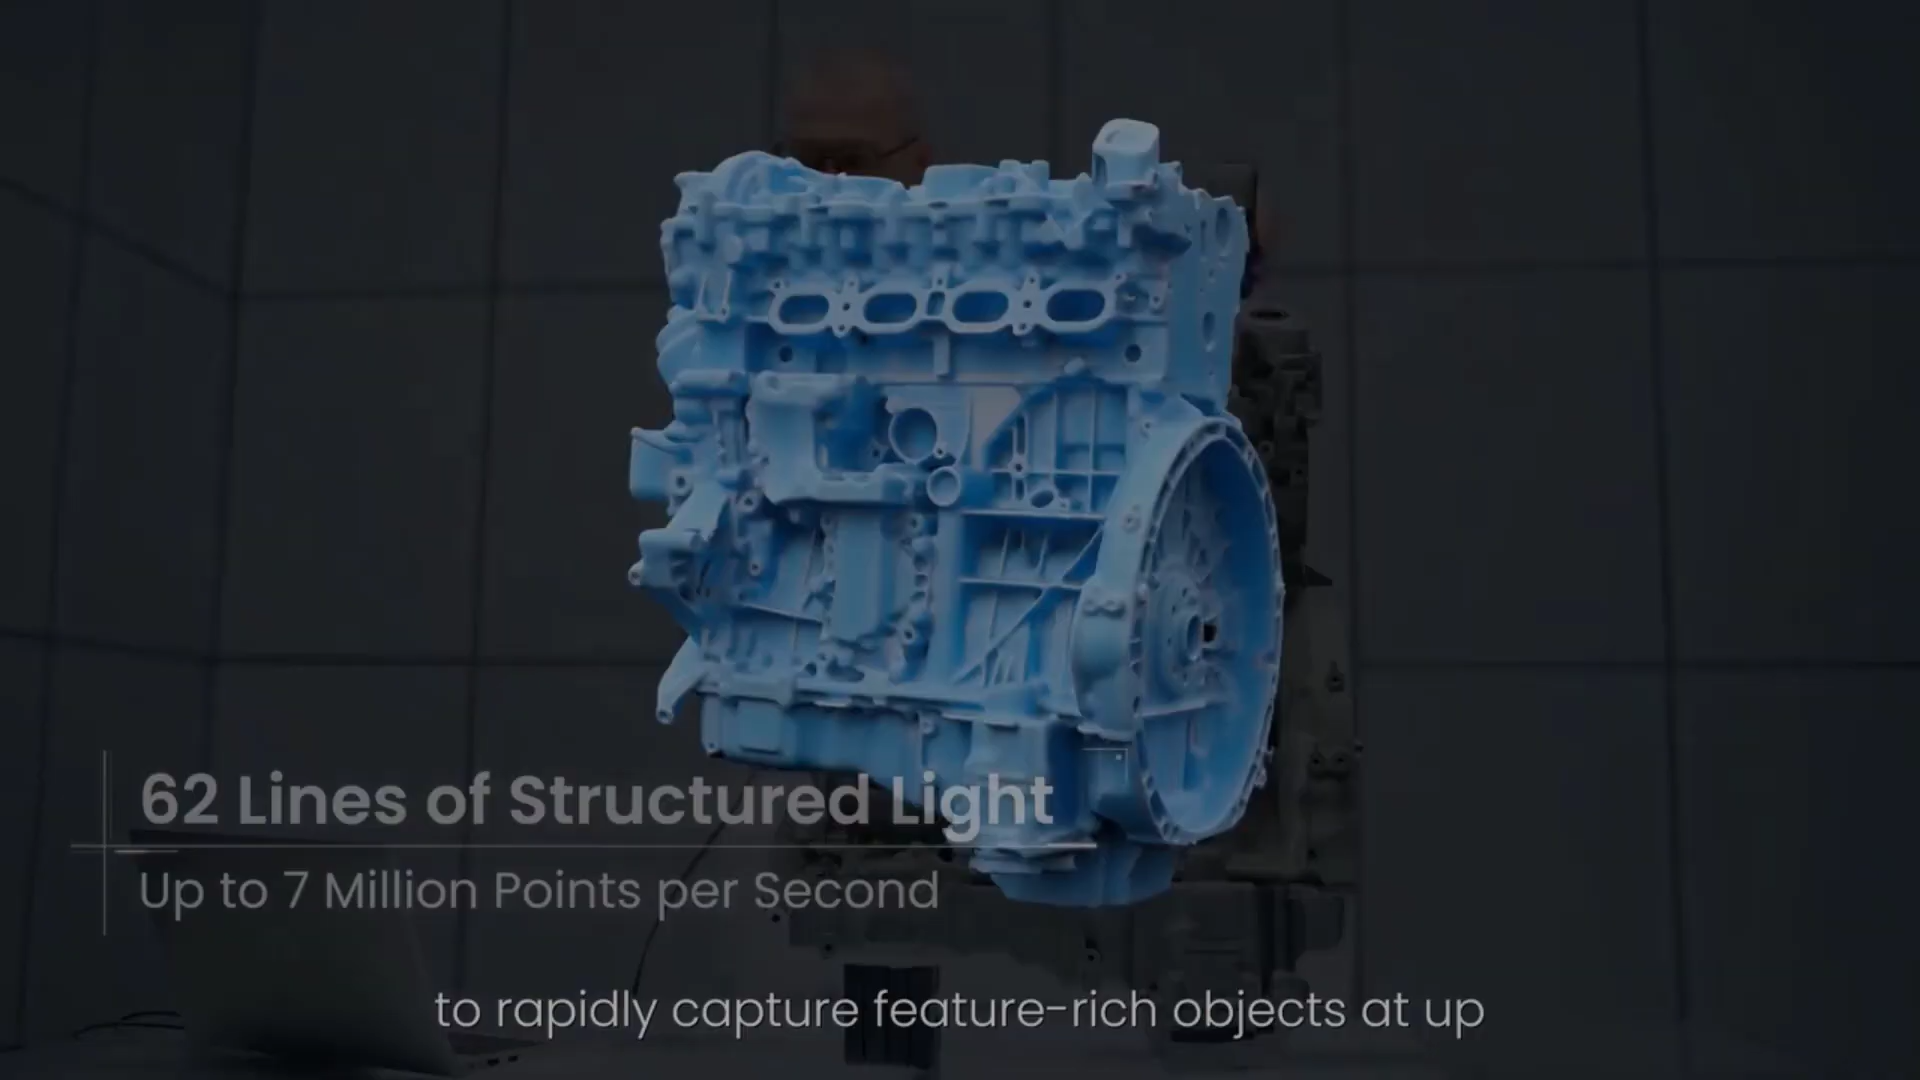 62 Lines of Structured Light
Up to 7 Million Points per Second
to rapidly capture feature-rich objects at up